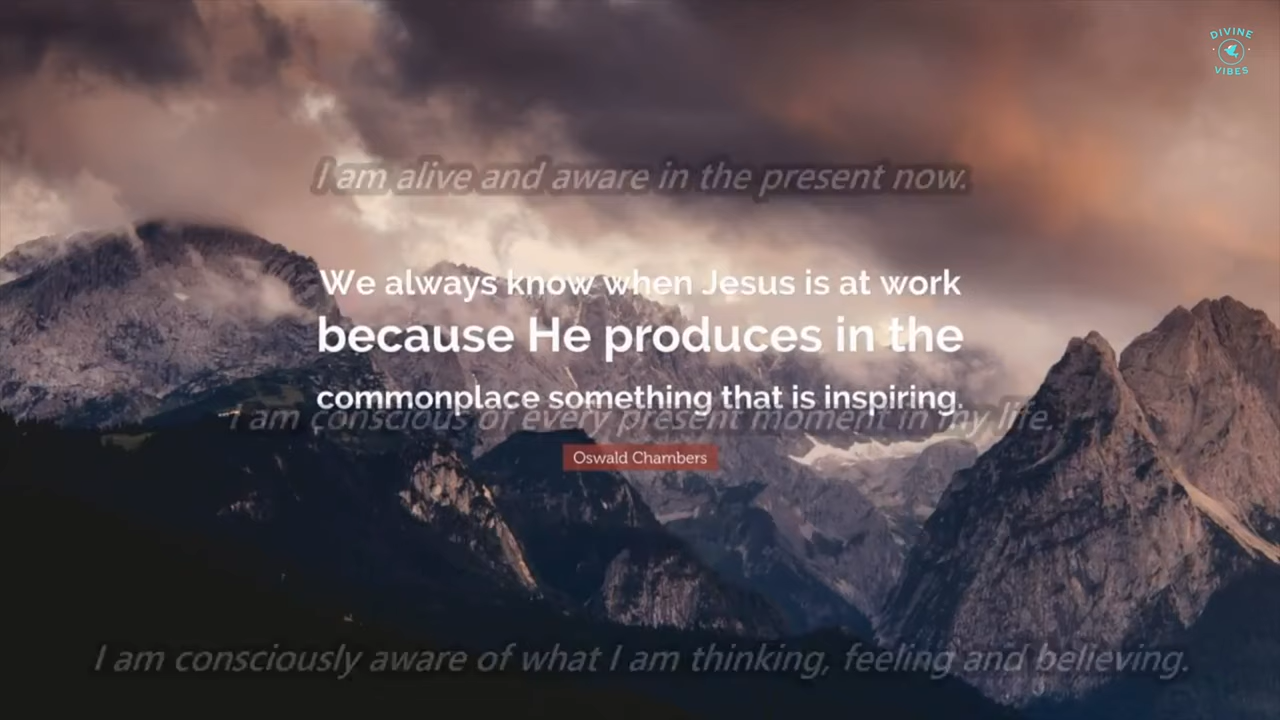 DIVINE
VIBES
I am alive and aware in the present now.
We always know when Jesus is at work
because He produces in the
commonplace something that is inspiring.
I am conscious of every present moment in my life.
Oswald Chambers
I am consciously aware of what I am thinking, feeling and believing.